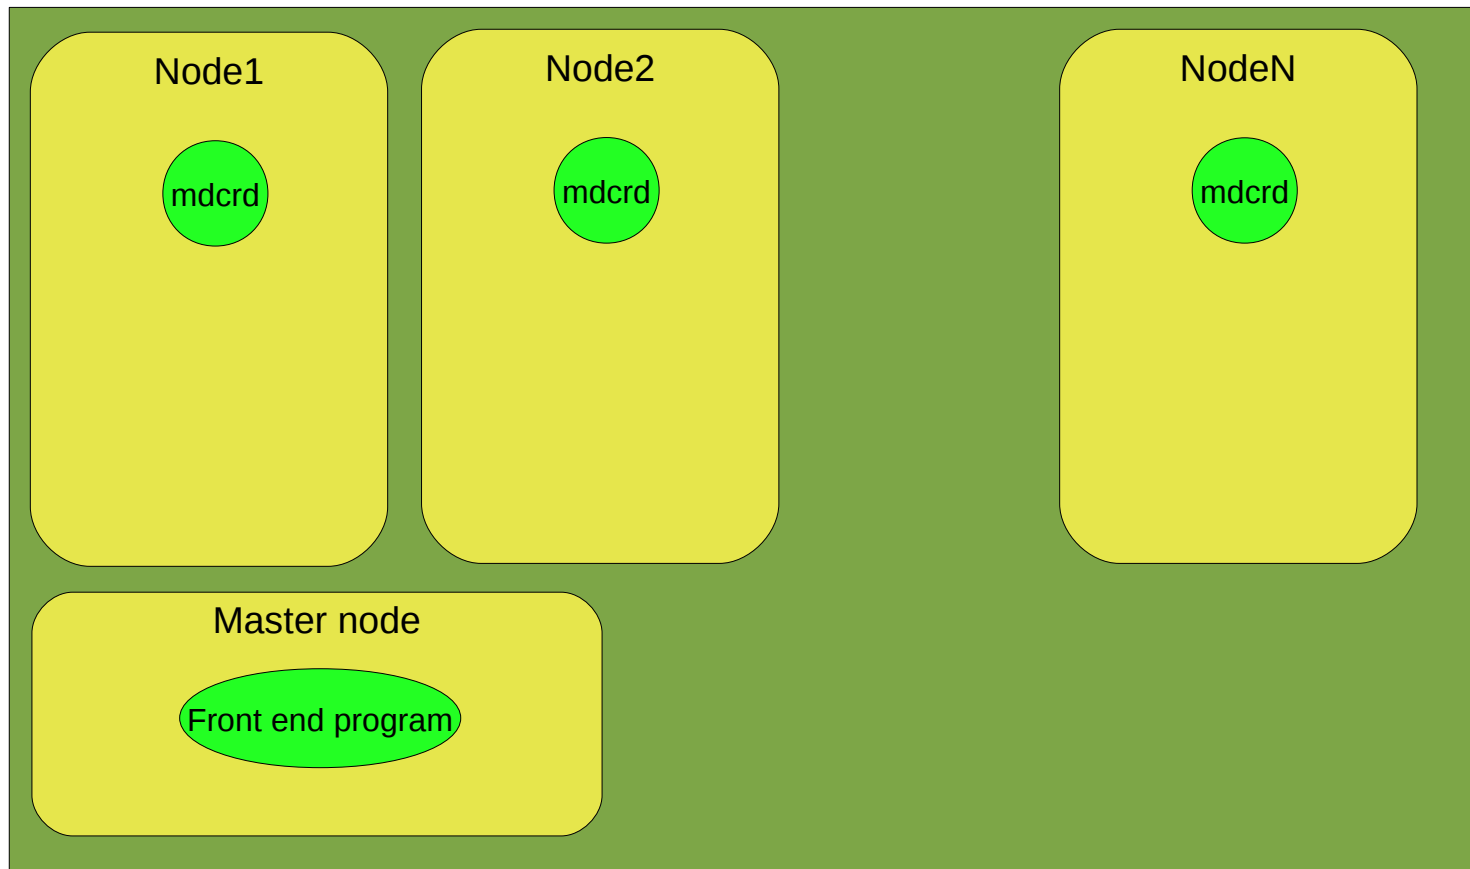 Node1
Node2
NodeN
mdcrd
mdcrd
mdcrd
Master node
Front end program